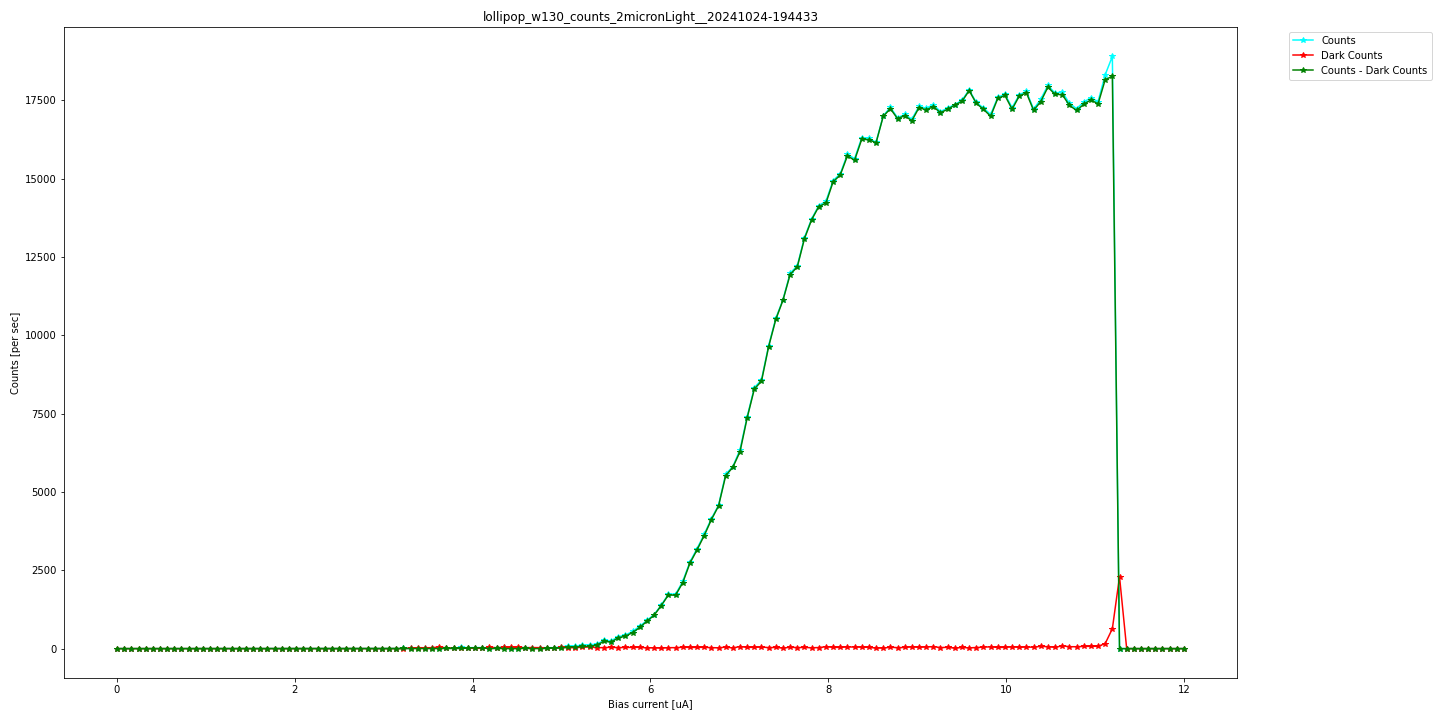 lollipop_w130_counts_2micronLight__20241024-194433
Counts
Dark Counts
Counts - Dark Counts
Counts [per sec]
17500
15000
12500
10000
7500
5000
2500
0
0
2
4
6
8
10
12
Bias current [uA]